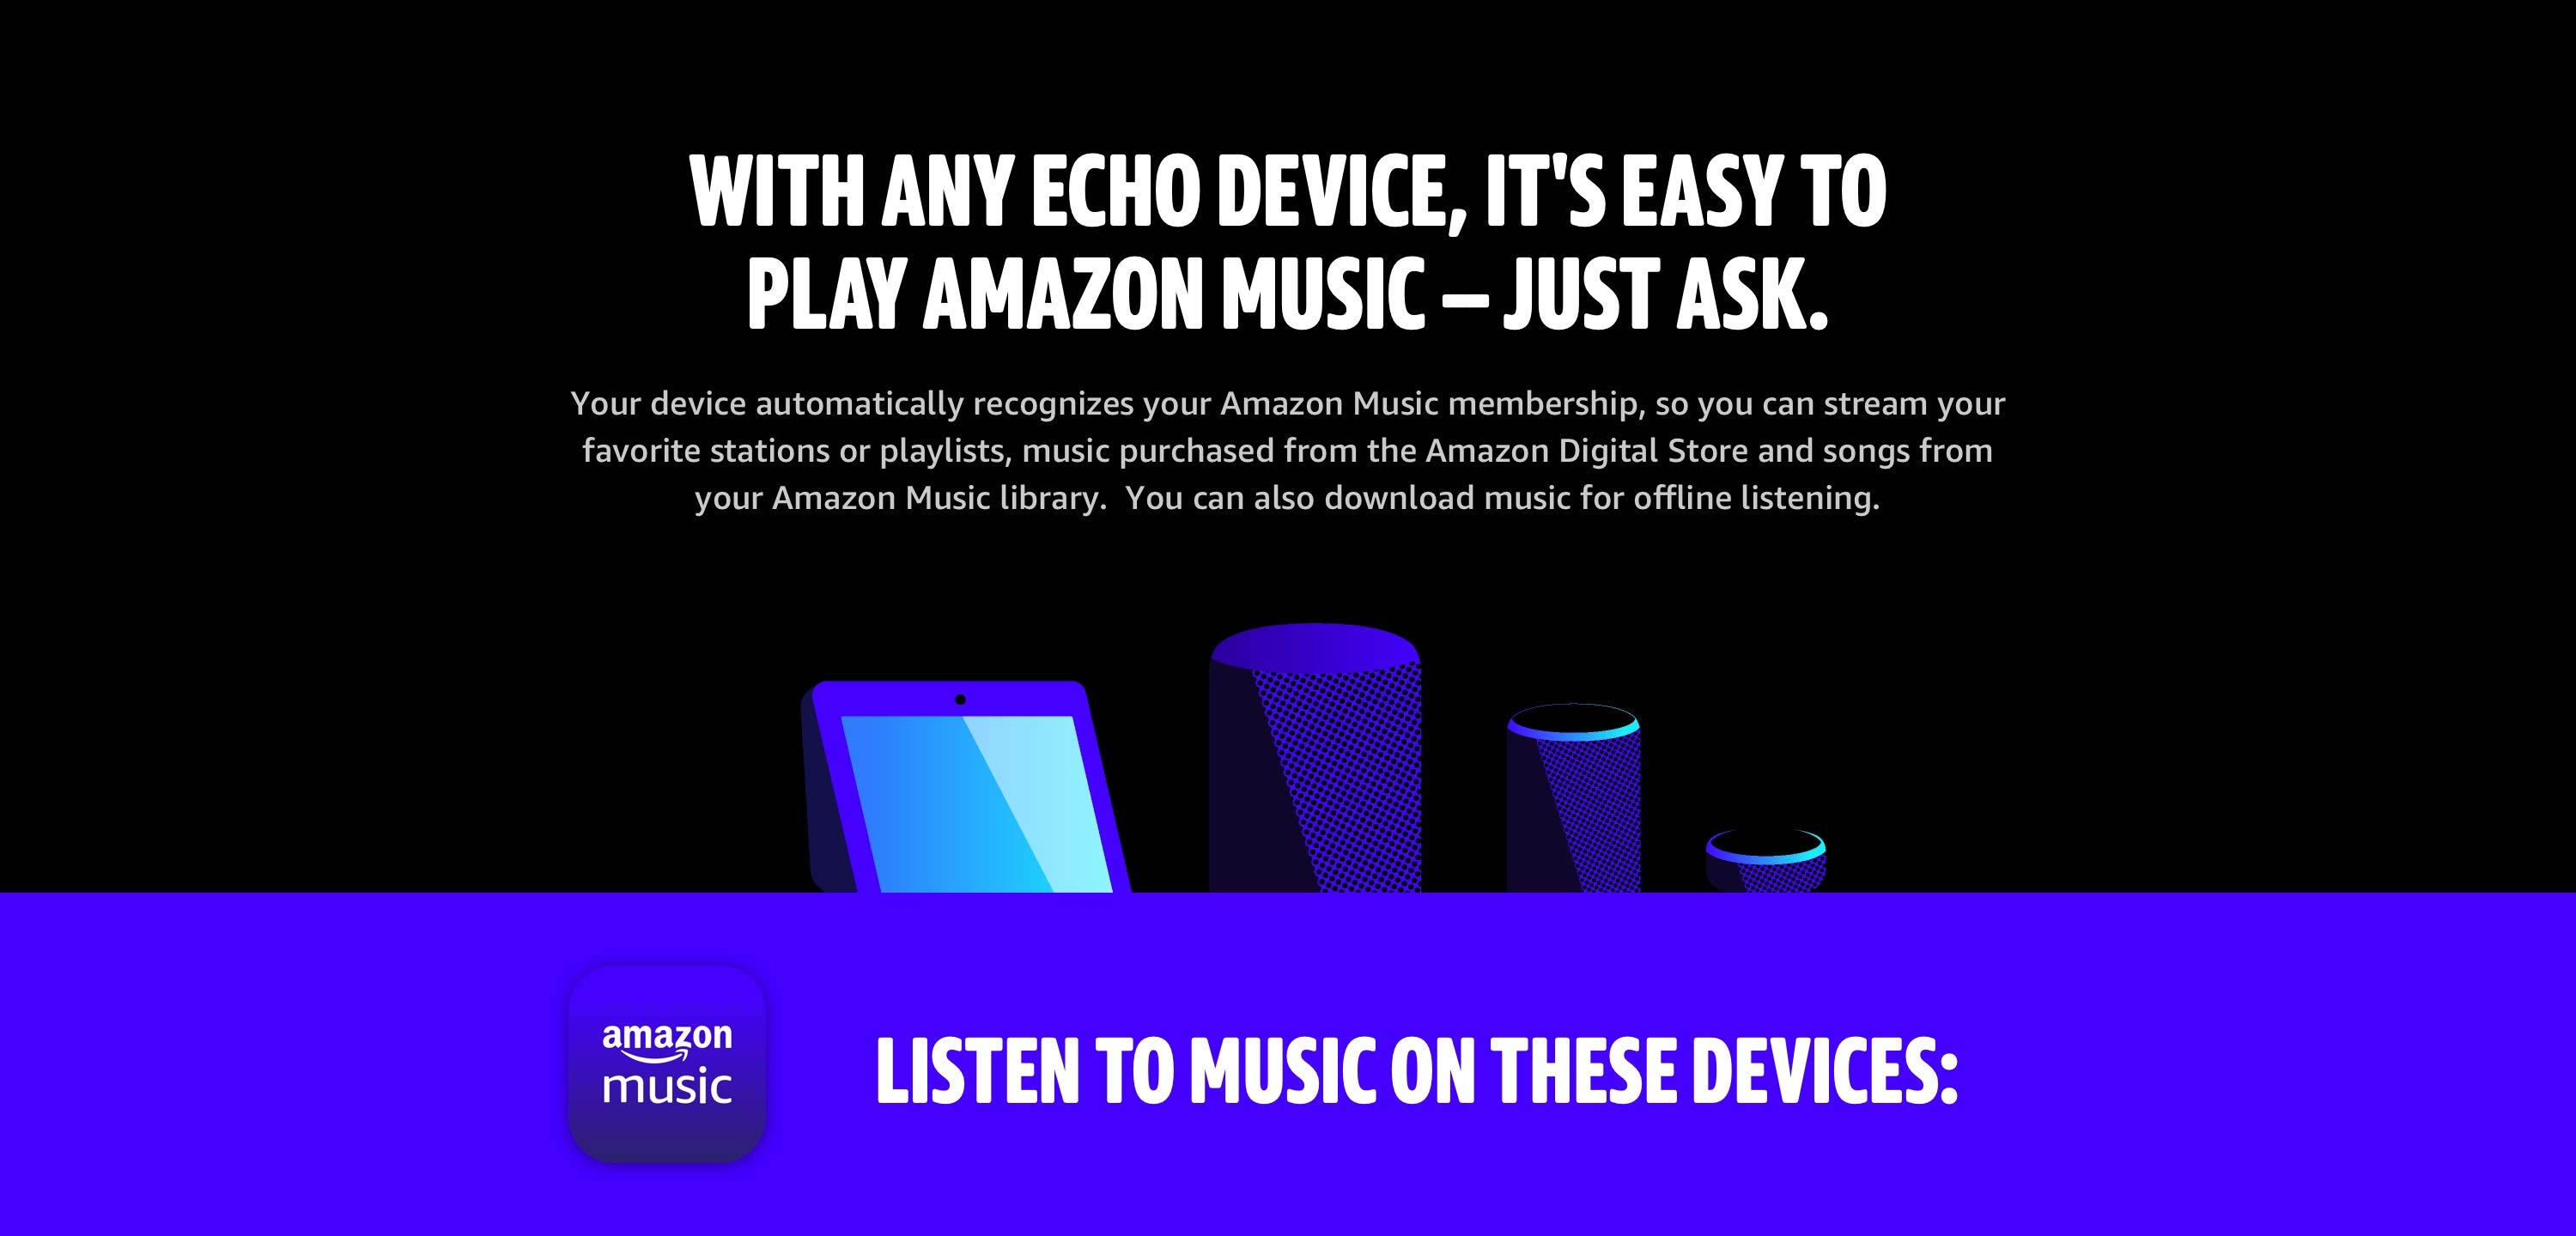 WITH ANY ECHO DEVICE, IT'S EASY TO
PLAY AMAZON MUSIC – JUST ASK.
Your device automatically recognizes your Amazon Music membership, so you can stream your
favorite stations or playlists, music purchased from the Amazon Digital Store and songs from
your Amazon Music library.  You can also download music for offline listening.
amazon
music
LISTEN TO MUSIC ON THESE DEVICES: